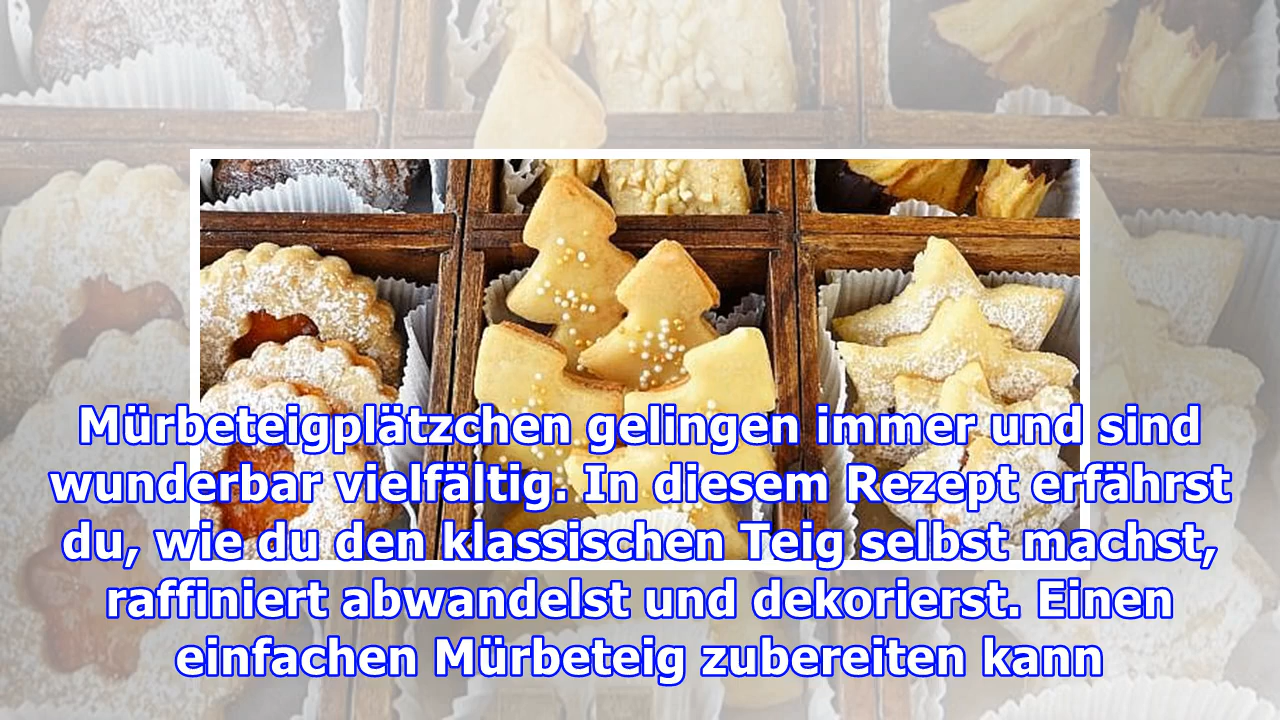 Mürbeteigplätzchen gelingen immer und sind
wunderbar vielfältig. In diesem Rezept erfährst
du, wie du den klassischen Teig selbst machst,
raffiniert abwandelst und dekorierst. Einen
einfachen Mürbeteig zubereiten kann